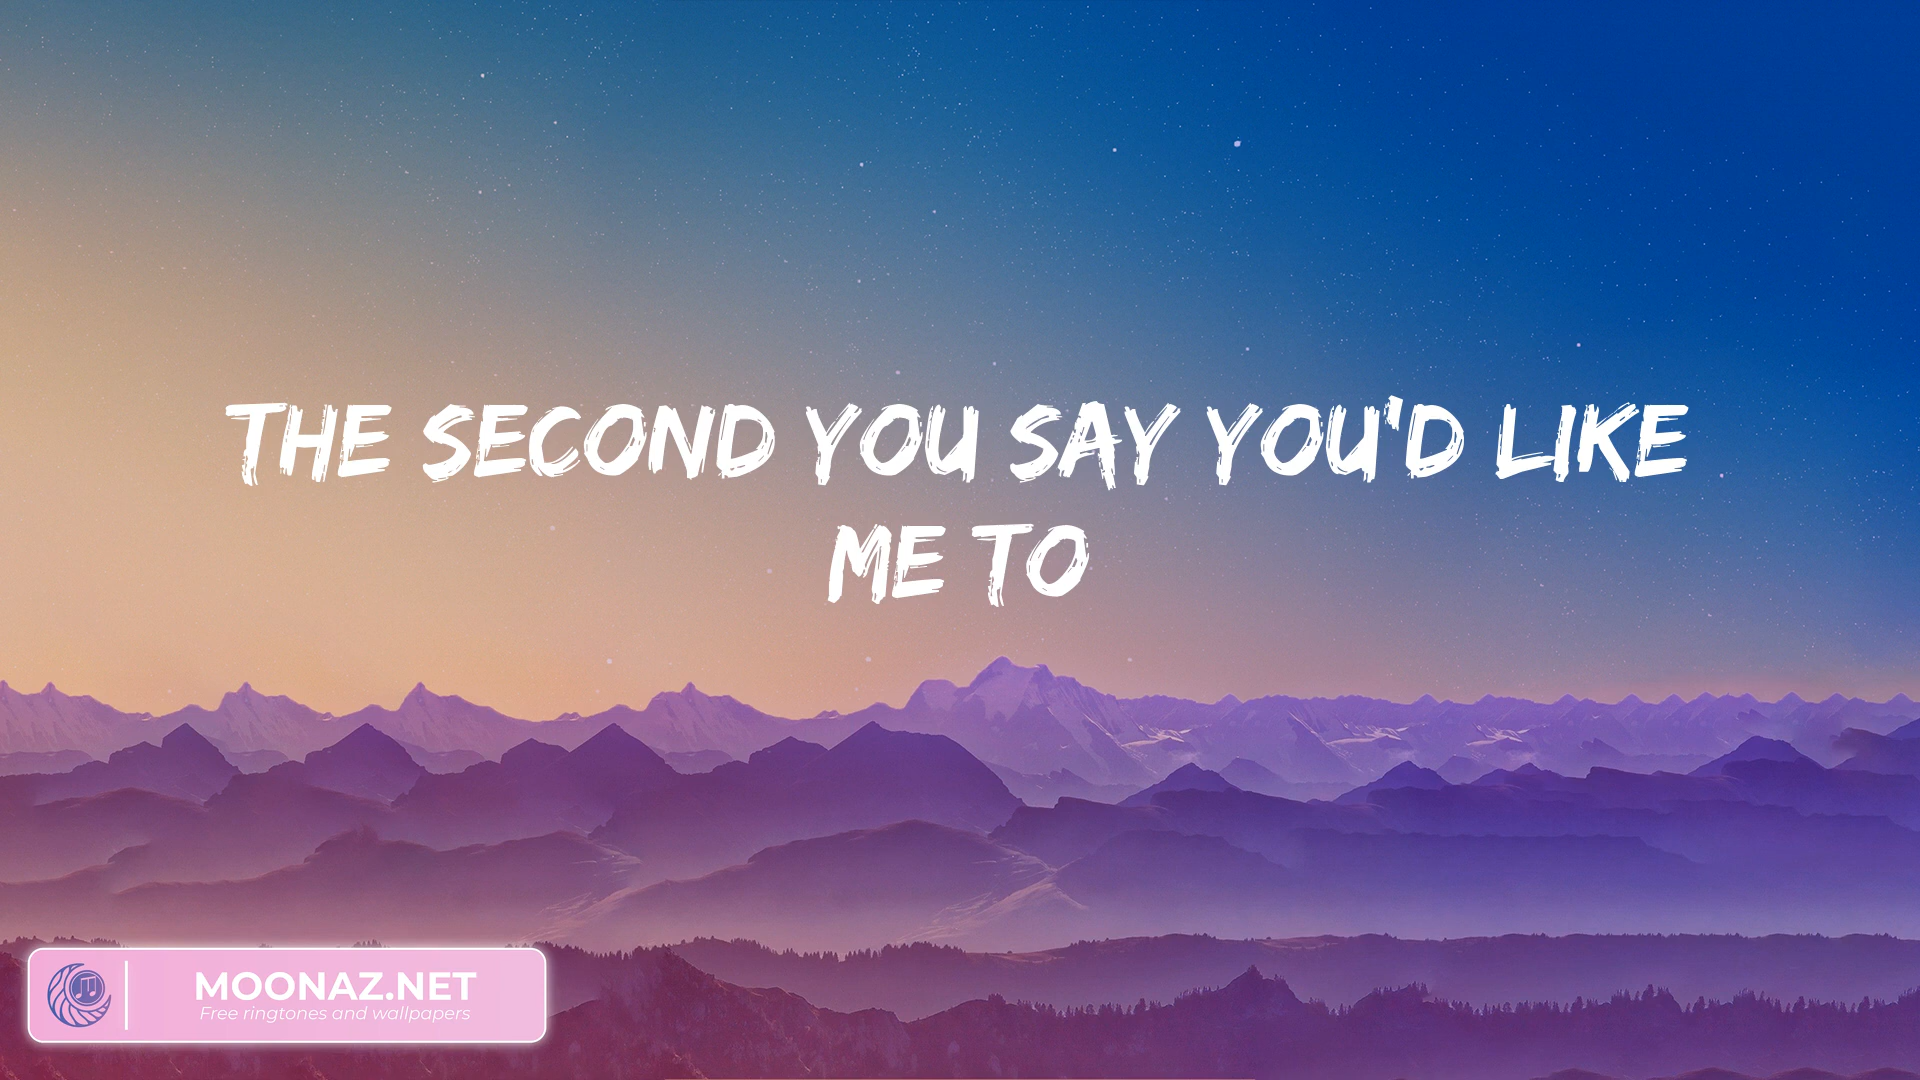 THE SECOND YOU SAY YOU'D LIKE
ME TO
MOONAZ.NET
Free ringtones and wallpapers